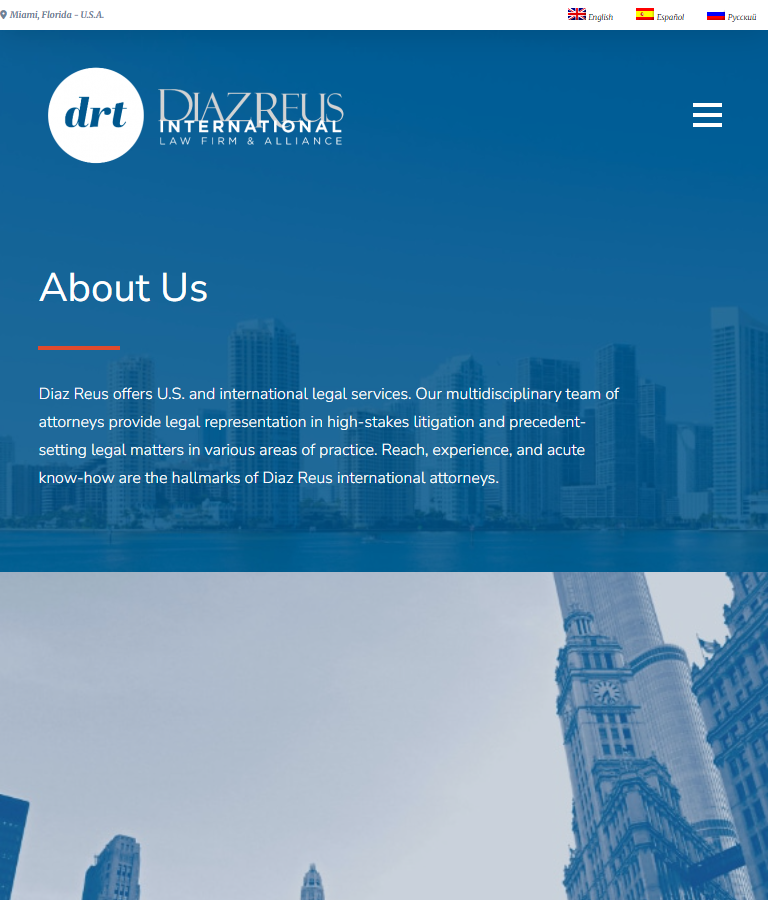 Miami, Florida - U.S.A.
English
Español
Русский
drt
DIAZREUS
INTERNATIONAL
LAW FIRM & ALLIANCE
About Us
Diaz Reus offers U.S. and international legal services. Our multidisciplinary team of
attorneys provide legal representation in high-stakes litigation and precedent-
setting legal matters in various areas of practice. Reach, experience, and acute
know-how are the hallmarks of Diaz Reus international attorneys.